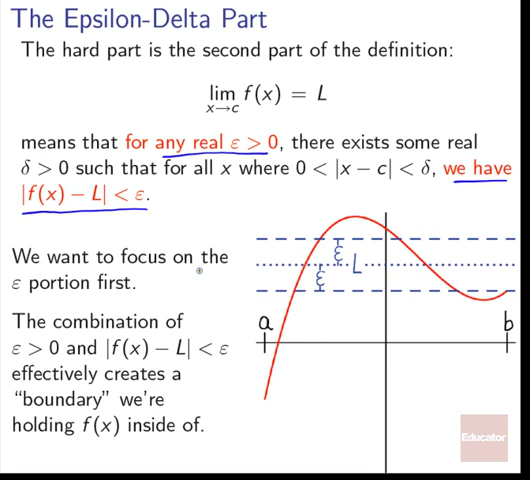 The Epsilon-Delta Part
The hard part is the second part of the definition:
lim f(x) = L
x→c
means that for any real ε > 0, there exists some real
δ > 0 such that for all x where 0 < |x − c| < δ, we have
|f(x) − L| < ε.
We want to focus on the
ε portion first.
The combination of
ε > 0 and |f(x) − L| < ε
effectively creates a
“boundary” we're
holding f(x) inside of.
ε
L
ε
a
b
Educator